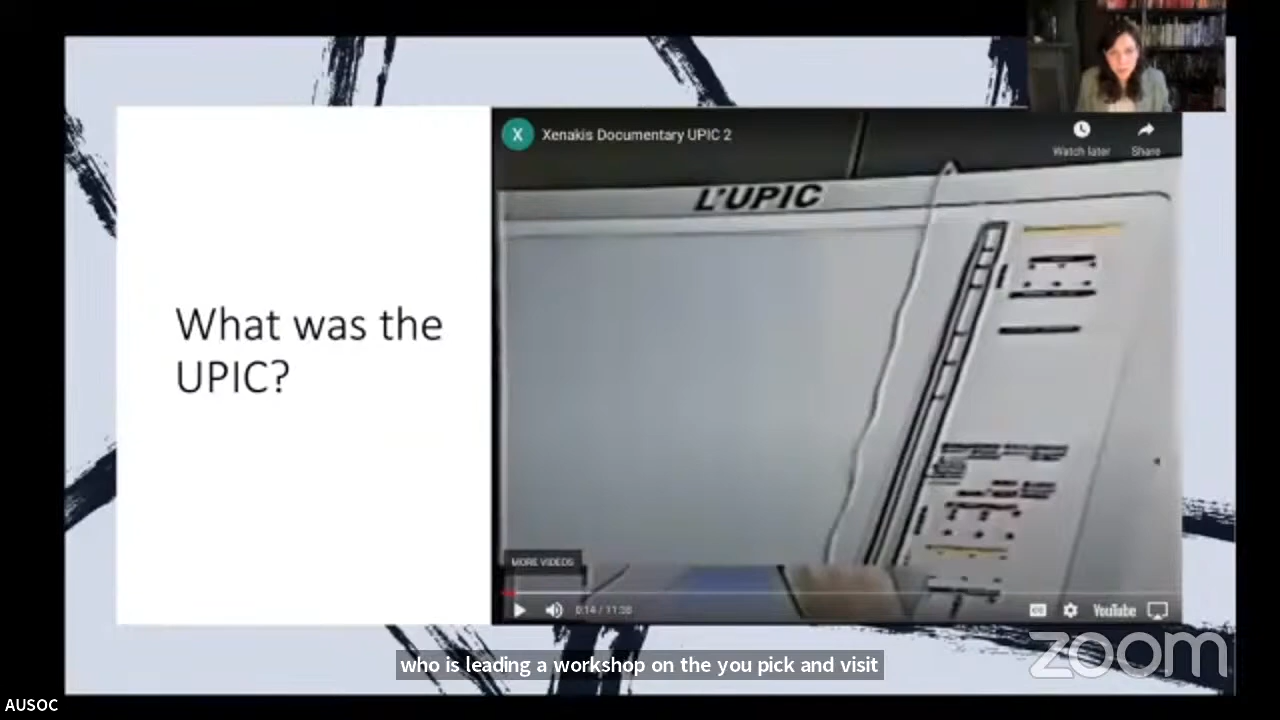 X Xenakis Documentary UPIC 2
Watch later
Share
L'UPIC
What was the
UPIC?
MORE VIDEOS
0:14 / 11:38
CC
YouTube
who is leading a workshop on the you pick and visit
zoom
AUSOC